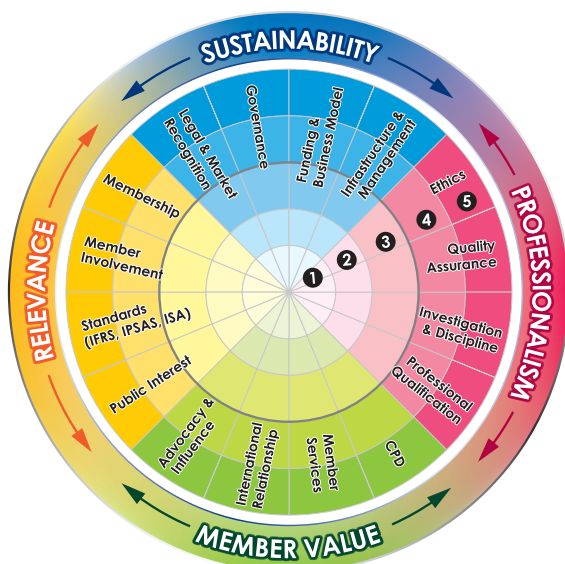 SUSTAINABILITY
Legal & Market
Recognition
Governance
Funding &
Business Model
Infrastructure &
Management
PROFESSIONALISM
Ethics
Quality
Assurance
Investigation
& Discipline
Professional
Qualification
MEMBER VALUE
CPD
Member
Services
International
Relationship
Advocacy &
Influence
RELEVANCE
Public Interest
Standards
(IFRS, IPSAS, ISA)
Member
Involvement
Membership
1
2
3
4
5